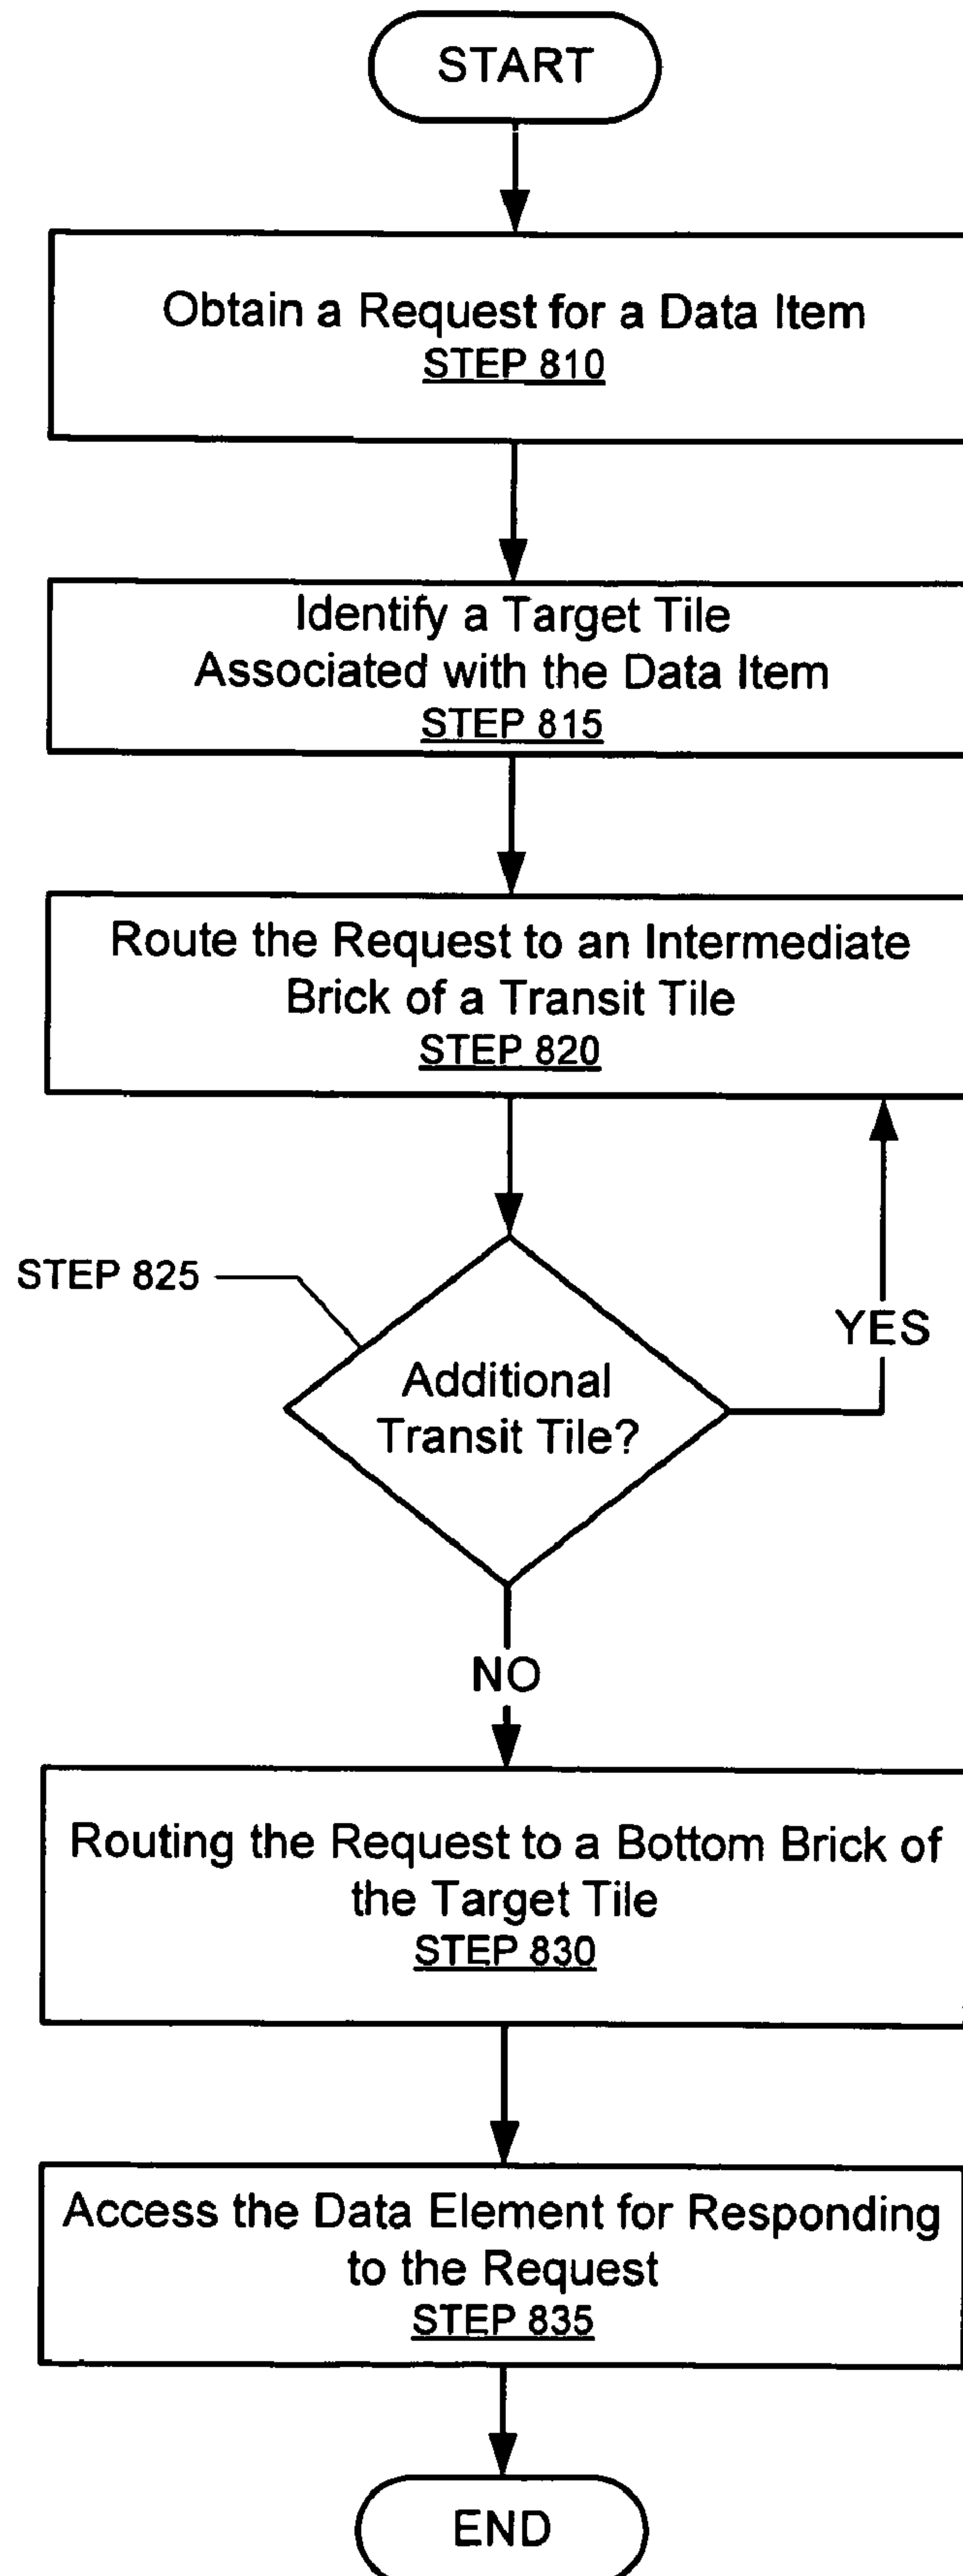 START
Obtain a Request for a Data Item
STEP 810
Identify a Target Tile
Associated with the Data Item
STEP 815
Route the Request to an Intermediate
Brick of a Transit Tile
STEP 820
STEP 825
YES
Additional
Transit Tile?
NO
Routing the Request to a Bottom Brick of
the Target Tile
STEP 830
Access the Data Element for Responding
to the Request
STEP 835
END